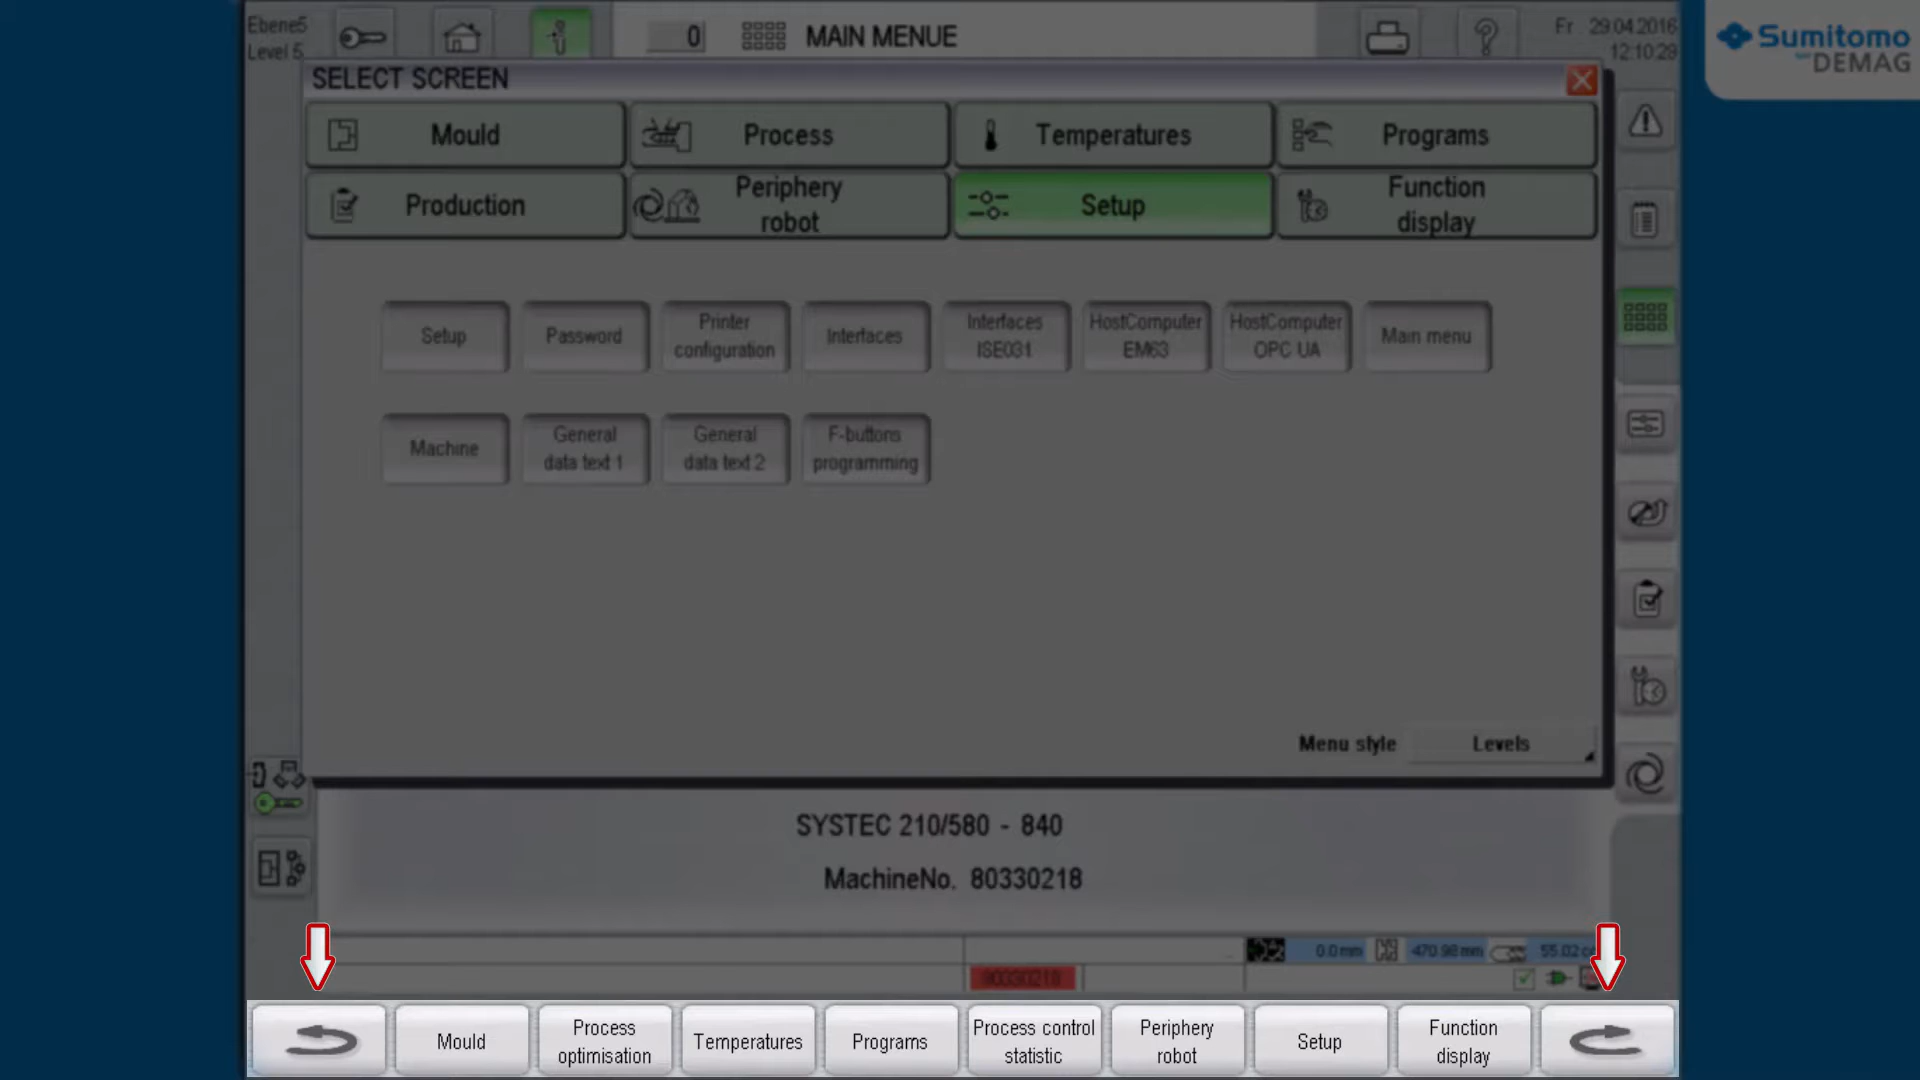 Ebene5
Level 5
0
MAIN MENUE
Fr 29.04.2016
12:10:29
Sumitomo
DEMAG
SELECT SCREEN
Mould
Process
Temperatures
Programs
Production
Periphery
robot
Setup
Function
display
Setup
Password
Printer
configuration
Interfaces
Interfaces
ISE031
HostComputer
EM63
HostComputer
OPC UA
Main menu
Machine
General
data text 1
General
data text 2
F-buttons
programming
Menu style
Levels
SYSTEC 210/580 - 840
MachineNo. 80330218
0.0 mm
470.98 mm
55.02
80330218
Mould
Process
optimisation
Temperatures
Programs
Process control
statistic
Periphery
robot
Setup
Function
display